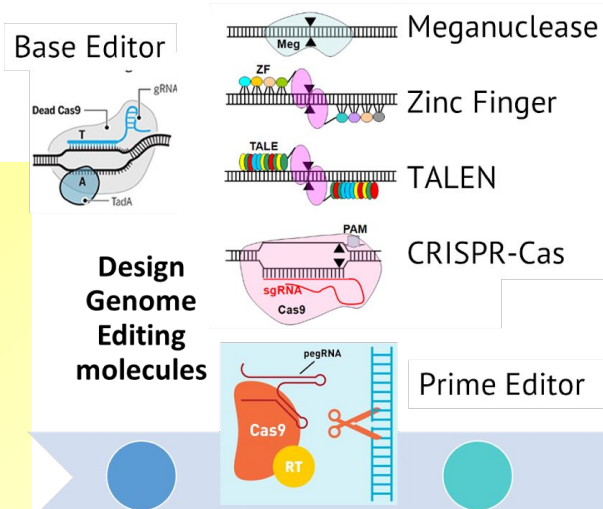 Base Editor
gRNA
Dead Cas9
T
A
TadA
Meg
Meganuclease
ZF
Zinc Finger
TALE
TALEN
PAM
CRISPR-Cas
sgRNA
Cas9
Design
Genome
Editing
molecules
pegRNA
Cas9
RT
Prime Editor